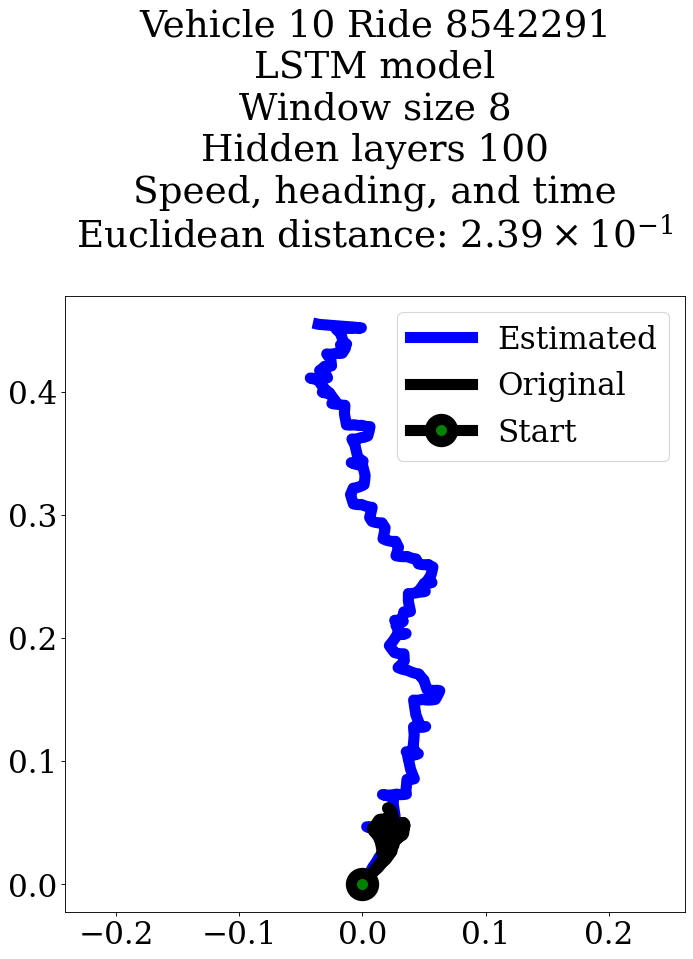 Vehicle 10 Ride 8542291
LSTM model
Window size 8
Hidden layers 100
Speed, heading, and time
Euclidean distance: 2.39 × 10⁻¹
Estimated
Original
Start
0.4
0.3
0.2
0.1
0.0
−0.2 −0.1 0.0 0.1 0.2